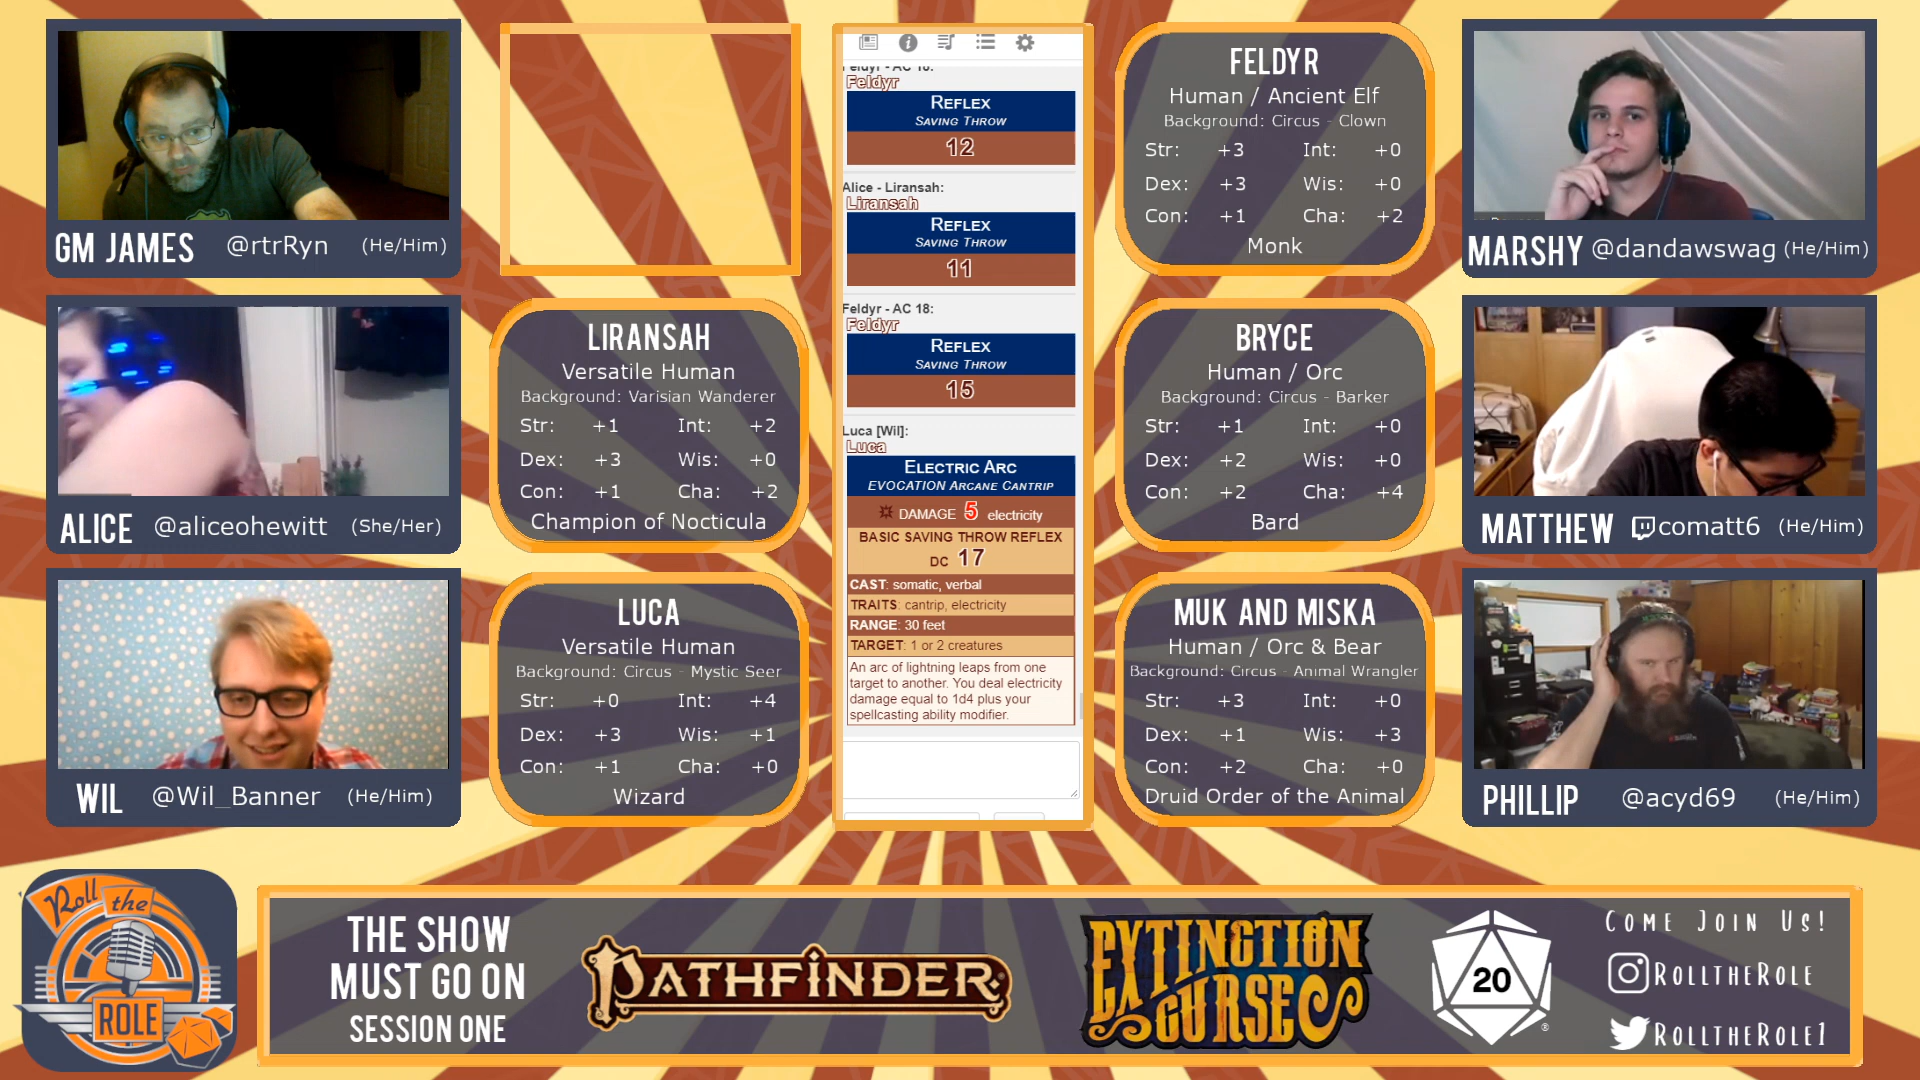 GM JAMES @rtrRyn (He/Him)
ALICE @aliceohewitt (She/Her)
WIL @Wil_Banner (He/Him)
LIRANSAH
Versatile Human
Background: Varisian Wanderer
Str: +1 Int: +2
Dex: +3 Wis: +0
Con: +1 Cha: +2
Champion of Nocticula
LUCA
Versatile Human
Background: Circus - Mystic Seer
Str: +0 Int: +4
Dex: +3 Wis: +1
Con: +1 Cha: +0
Wizard
Feldyr - AC 18:
Feldyr
REFLEX
SAVING THROW
12
Alice - Liransah:
Liransah
REFLEX
SAVING THROW
11
Feldyr - AC 18:
Feldyr
REFLEX
SAVING THROW
15
Luca [Wil]:
Luca
ELECTRIC ARC
EVOCATION ARCANE CANTRIP
DAMAGE 5 electricity
BASIC SAVING THROW REFLEX
DC 17
CAST: somatic, verbal
TRAITS: cantrip, electricity
RANGE: 30 feet
TARGET: 1 or 2 creatures
An arc of lightning leaps from one
target to another. You deal electricity
damage equal to 1d4 plus your
spellcasting ability modifier.
FELDYR
Human / Ancient Elf
Background: Circus - Clown
Str: +3 Int: +0
Dex: +3 Wis: +0
Con: +1 Cha: +2
Monk
BRYCE
Human / Orc
Background: Circus - Barker
Str: +1 Int: +0
Dex: +2 Wis: +0
Con: +2 Cha: +4
Bard
MUK AND MISKA
Human / Orc & Bear
Background: Circus - Animal Wrangler
Str: +3 Int: +0
Dex: +1 Wis: +3
Con: +2 Cha: +0
Druid Order of the Animal
MARSHY @dandawswag (He/Him)
MATTHEW comatt6 (He/Him)
PHILLIP @acyd69 (He/Him)
Roll the
ROLE
THE SHOW
MUST GO ON
SESSION ONE
PATHFINDER
EXTINCTION
CURSE
20
COME JOIN US!
ROLLTHEROLE
ROLLTHEROLE1